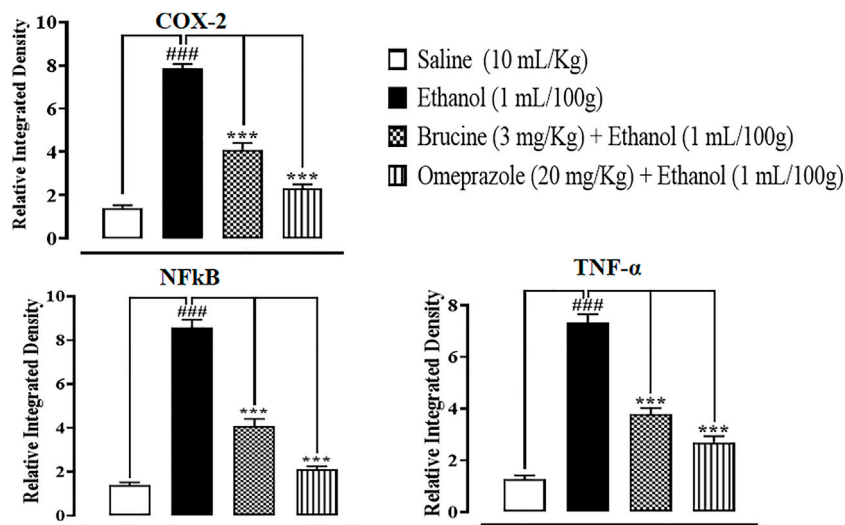 COX-2
Relative Integrated Density
10
8
6
4
2
0
###
***
***
Saline (10 mL/Kg)
Ethanol (1 mL/100g)
Brucine (3 mg/Kg) + Ethanol (1 mL/100g)
Omeprazole (20 mg/Kg) + Ethanol (1 mL/100g)
NFkB
Relative Integrated Density
10
8
6
4
2
0
###
***
***
TNF-α
Relative Integrated Density
8
6
4
2
0
###
***
***
0